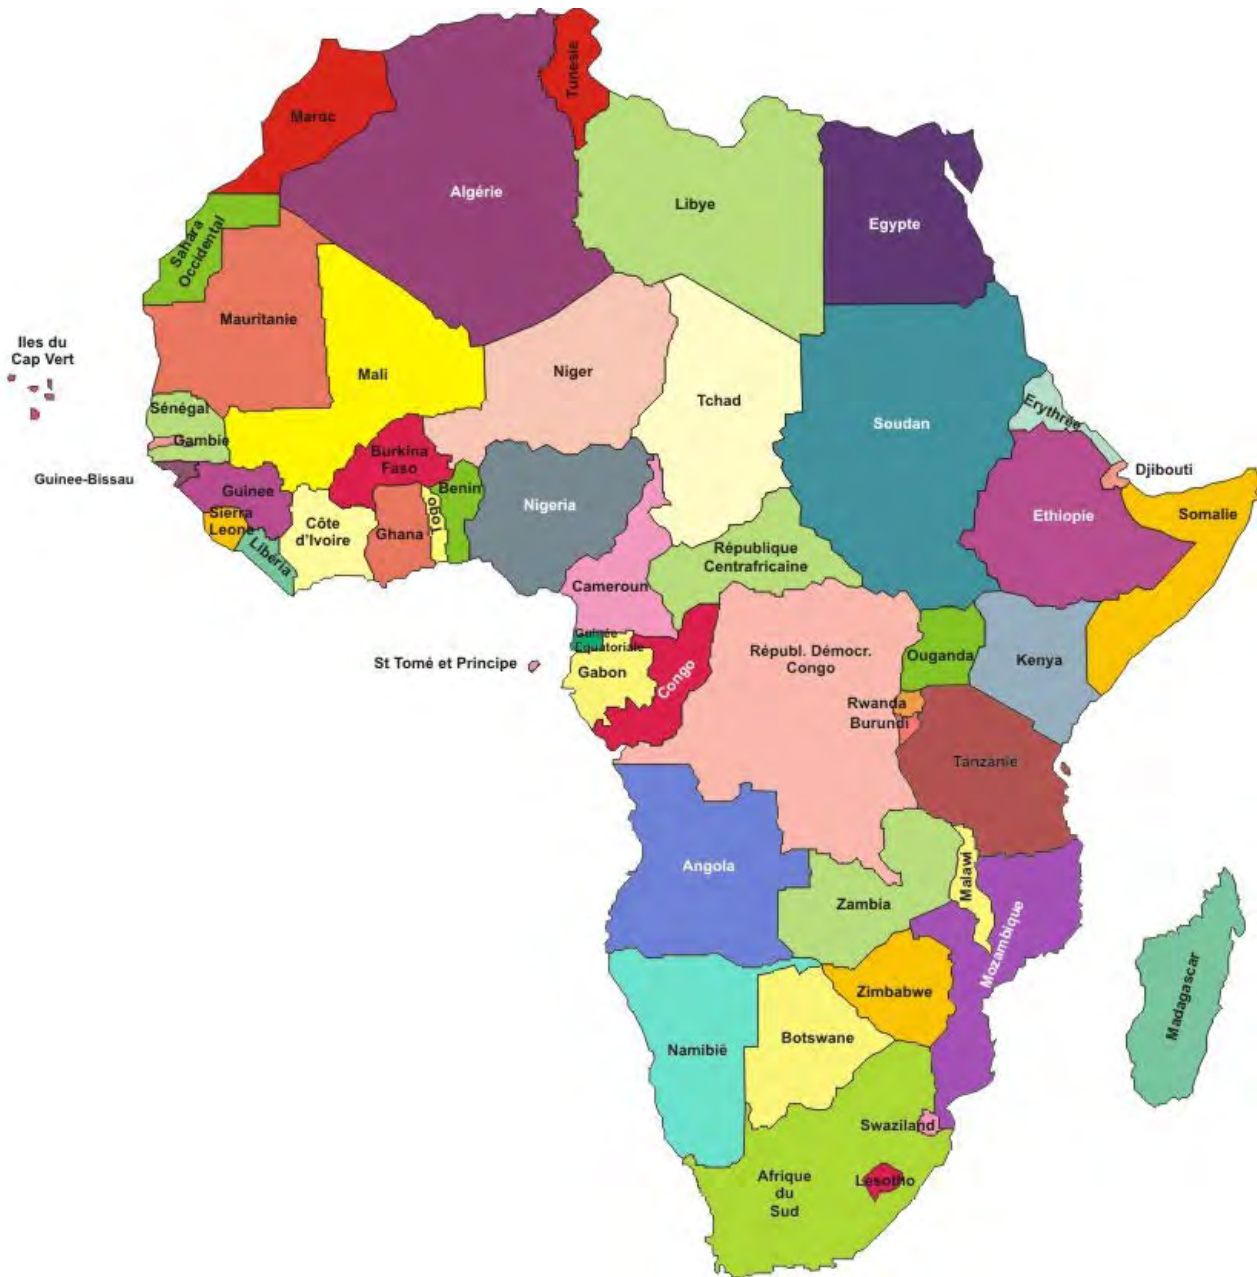 Tunisie
Maroc
Algérie
Libye
Egypte
Sahara
Occidental
Mauritanie
Iles du
Cap Vert
Mali
Niger
Tchad
Soudan
Erythrée
Sénégal
Gambie
Burkina
Faso
Djibouti
Guinee-Bissau
Guinee
Benin
Togo
Nigeria
Ethiopie
Somalie
Sierra
Leone
Côte
d'Ivoire
Ghana
Libéria
République
Centrafricaine
Cameroun
Guinée
Equatoriale
St Tomé et Principe
Gabon
Congo
Républ. Démocr.
Congo
Ouganda
Kenya
Rwanda
Burundi
Tanzanie
Angola
Malawi
Zambia
Mozambique
Zimbabwe
Madagascar
Namibië
Botswane
Swaziland
Afrique
du
Sud
Lesotho